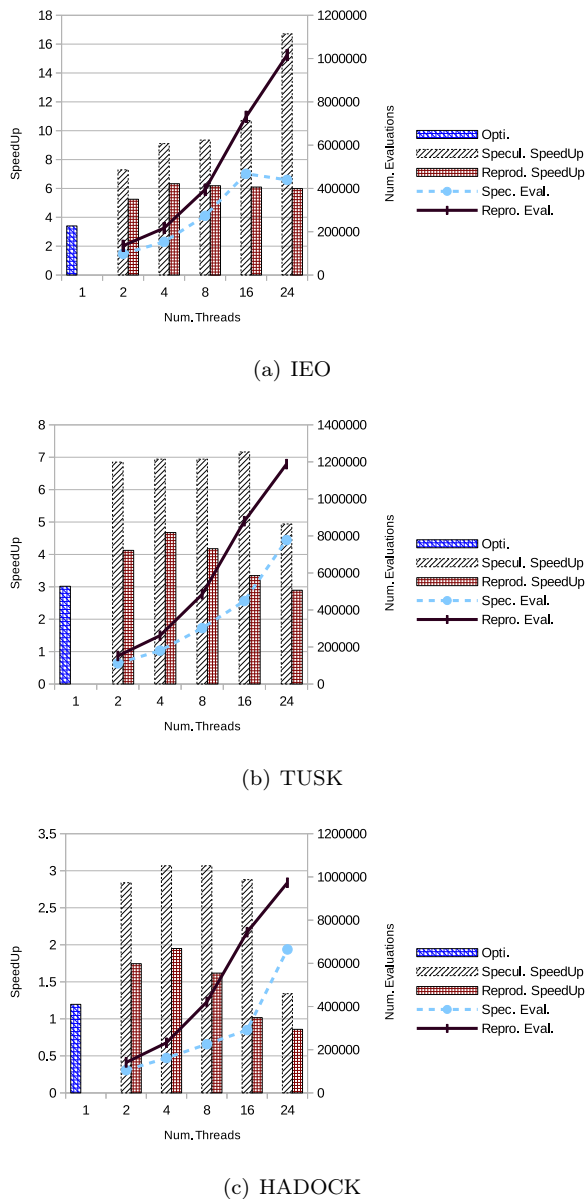 18
16
14
12
10
8
6
4
2
0
SpeedUp
1200000
1000000
800000
600000
400000
200000
0
Num. Evaluations
1 2 4 8 16 24
Num. Threads
Opti.
Specul. SpeedUp
Reprod. SpeedUp
Spec. Eval.
Repro. Eval.
(a) IEO
8
7
6
5
4
3
2
1
0
SpeedUp
1400000
1200000
1000000
800000
600000
400000
200000
0
Num. Evaluations
1 2 4 8 16 24
Num. Threads
Opti.
Specul. SpeedUp
Reprod. SpeedUp
Spec. Eval.
Repro. Eval.
(b) TUSK
3.5
3
2.5
2
1.5
1
0.5
0
SpeedUp
1200000
1000000
800000
600000
400000
200000
0
Num. Evaluations
1 2 4 8 16 24
Num. Threads
Opti.
Specul. SpeedUp
Reprod. SpeedUp
Spec. Eval.
Repro. Eval.
(c) HADOCK